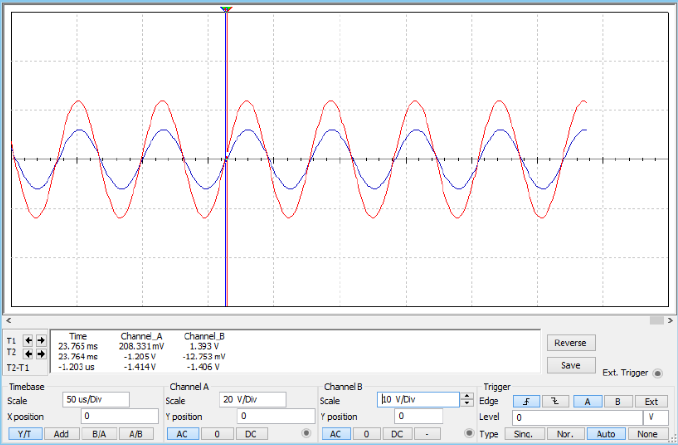 Time Channel_A Channel_B
T1 23.765 ms 208.331 mV 1.393 V
T2 23.764 ms -1.205 V -12.753 mV
T2-T1 -1.203 us -1.414 V -1.406 V
Reverse
Save
Ext. Trigger
Timebase
Scale 50 us/Div
X position 0
Y/T Add B/A A/B
Channel A
Scale 20 V/Div
Y position 0
AC 0 DC
Channel B
Scale 10 V/Div
Y position 0
AC 0 DC -
Trigger
Edge A B Ext
Level 0 V
Type Sing. Nor. Auto None